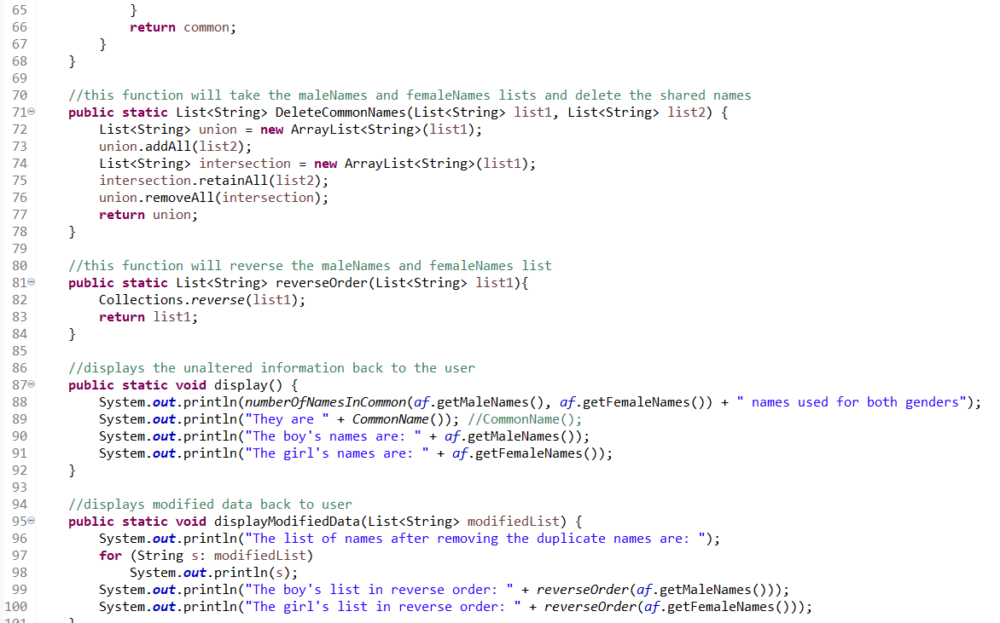 65             }
66             return common;
67         }
68     }
69
70     //this function will take the maleNames and femaleNames lists and delete the shared names
71     public static List<String> DeleteCommonNames(List<String> list1, List<String> list2) {
72         List<String> union = new ArrayList<String>(list1);
73         union.addAll(list2);
74         List<String> intersection = new ArrayList<String>(list1);
75         intersection.retainAll(list2);
76         union.removeAll(intersection);
77         return union;
78     }
79
80     //this function will reverse the maleNames and femaleNames list
81     public static List<String> reverseOrder(List<String> list1){
82         Collections.reverse(list1);
83         return list1;
84     }
85
86     //displays the unaltered information back to the user
87     public static void display() {
88         System.out.println(numberOfNamesInCommon(af.getMaleNames(), af.getFemaleNames()) + " names used for both genders");
89         System.out.println("They are " + CommonName()); //CommonName();
90         System.out.println("The boy's names are: " + af.getMaleNames());
91         System.out.println("The girl's names are: " + af.getFemaleNames());
92     }
93
94     //displays modified data back to user
95     public static void displayModifiedData(List<String> modifiedList) {
96         System.out.println("The list of names after removing the duplicate names are: ");
97         for (String s: modifiedList)
98             System.out.println(s);
99         System.out.println("The boy's list in reverse order: " + reverseOrder(af.getMaleNames()));
100         System.out.println("The girl's list in reverse order: " + reverseOrder(af.getFemaleNames()));
101     }